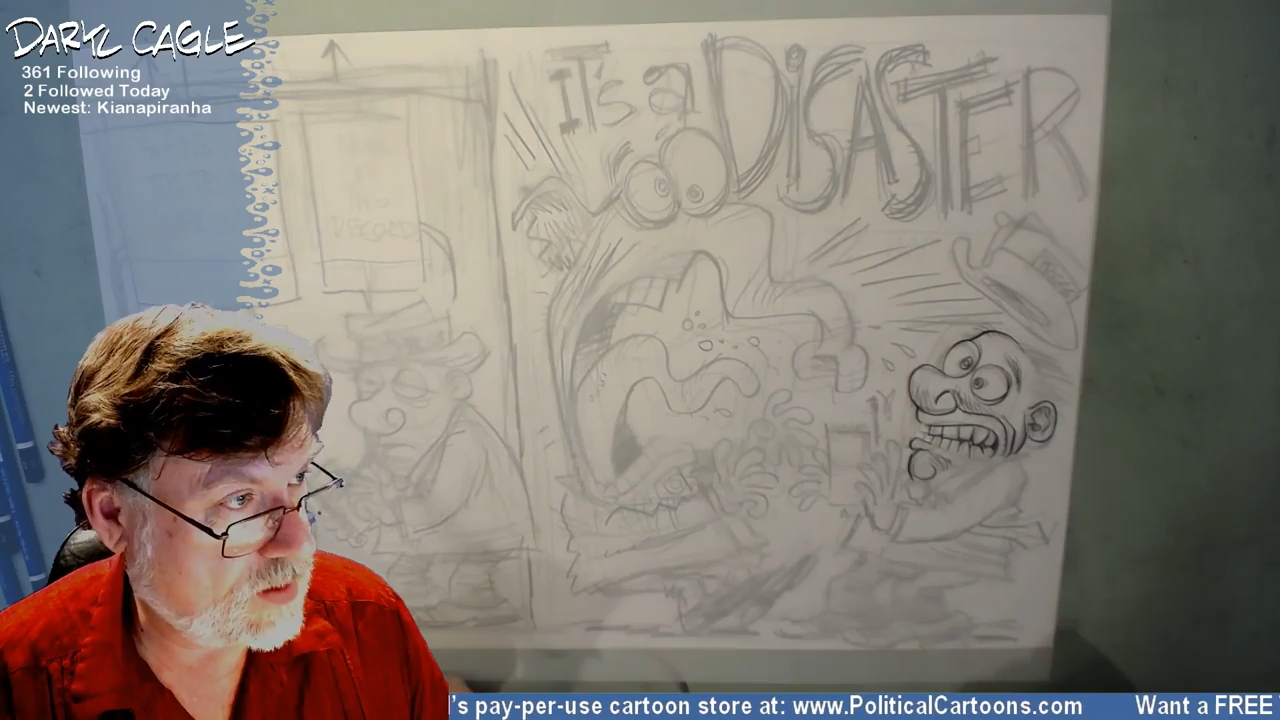 DARYL CAGLE
361 Following
2 Followed Today
Newest: Kianapiranha
IT'S a DISASTER
RECORD
's pay-per-use cartoon store at: www.PoliticalCartoons.com Want a FREE